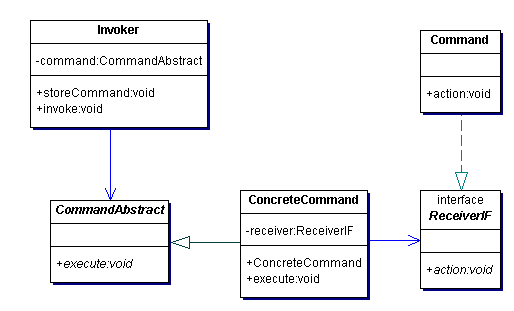 Invoker
-command:CommandAbstract
+storeCommand:void
+invoke:void
Command
+action:void
CommandAbstract
+execute:void
ConcreteCommand
-receiver:ReceiverIF
+ConcreteCommand
+execute:void
interface
ReceiverIF
+action:void